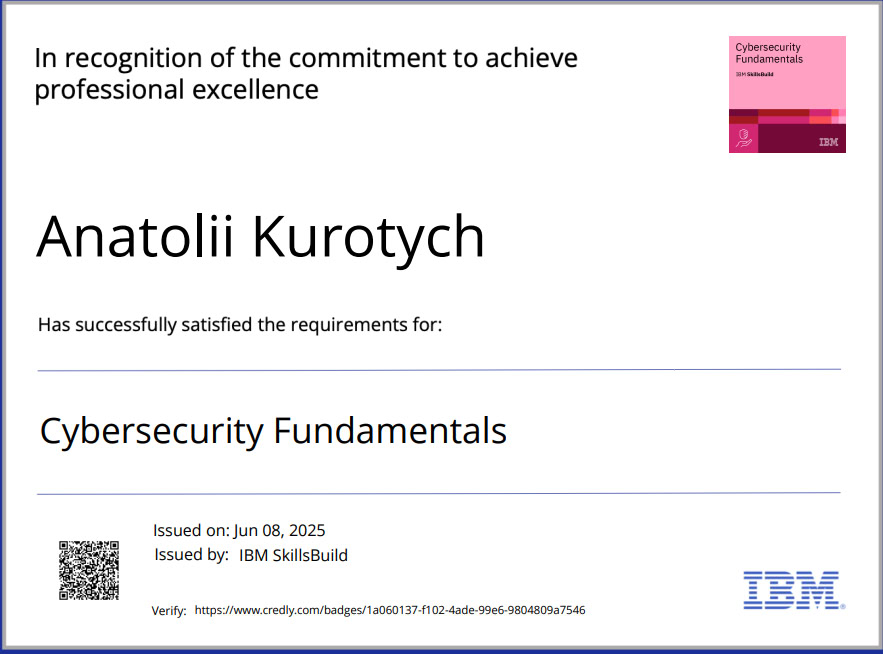 In recognition of the commitment to achieve
professional excellence
Cybersecurity
Fundamentals
IBM SkillsBuild
IBM
Anatolii Kurotych
Has successfully satisfied the requirements for:
Cybersecurity Fundamentals
Issued on: Jun 08, 2025
Issued by: IBM SkillsBuild
Verify: https://www.credly.com/badges/1a060137-f102-4ade-99e6-9804809a7546
IBM®